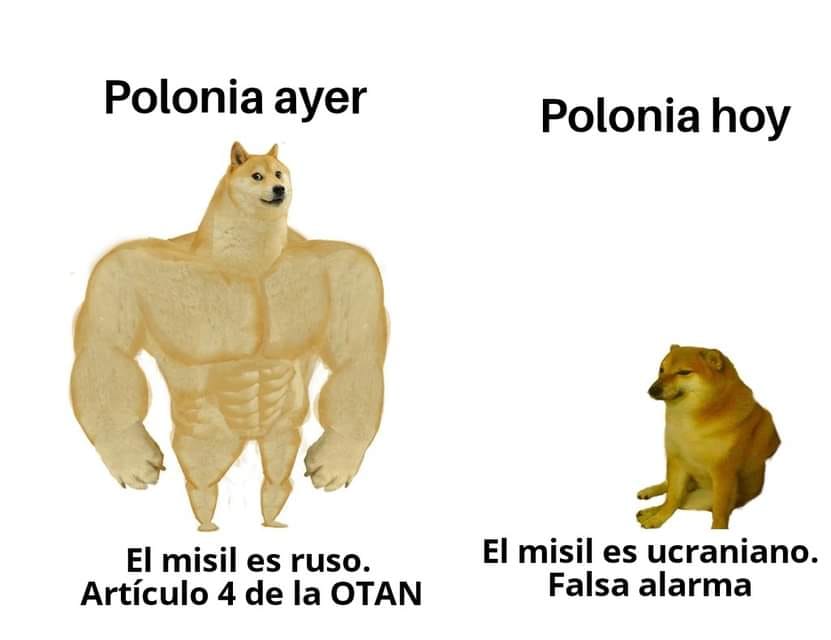 Polonia ayer
Polonia hoy
El misil es ruso.
Artículo 4 de la OTAN
El misil es ucraniano.
Falsa alarma